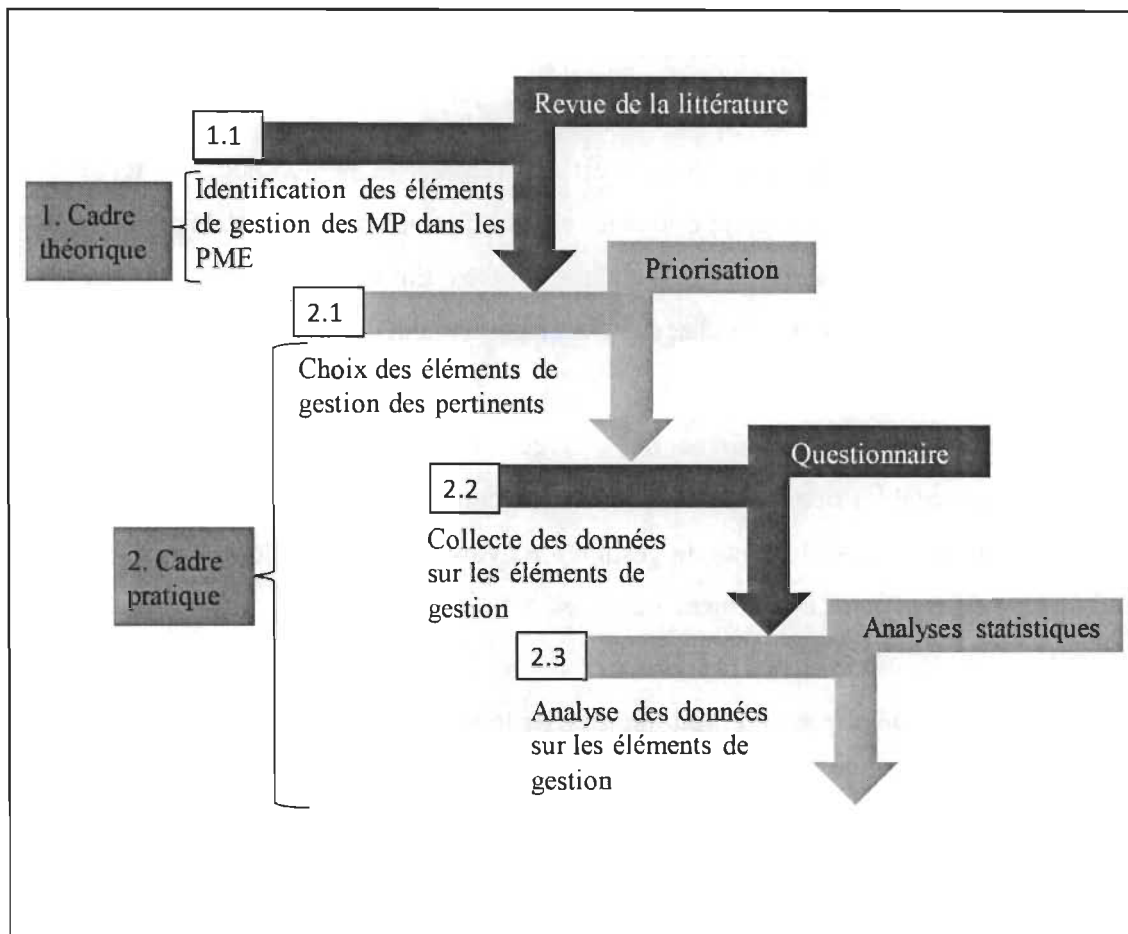 Revue de la littérature
1.1
Identification des éléments
de gestion des MP dans les
PME
1. Cadre
théorique
Priorisation
2.1
Choix des éléments de
gestion des pertinents
Questionnaire
2.2
Collecte des données
sur les éléments de
gestion
2. Cadre
pratique
Analyses statistiques
2.3
Analyse des données
sur les éléments de
gestion